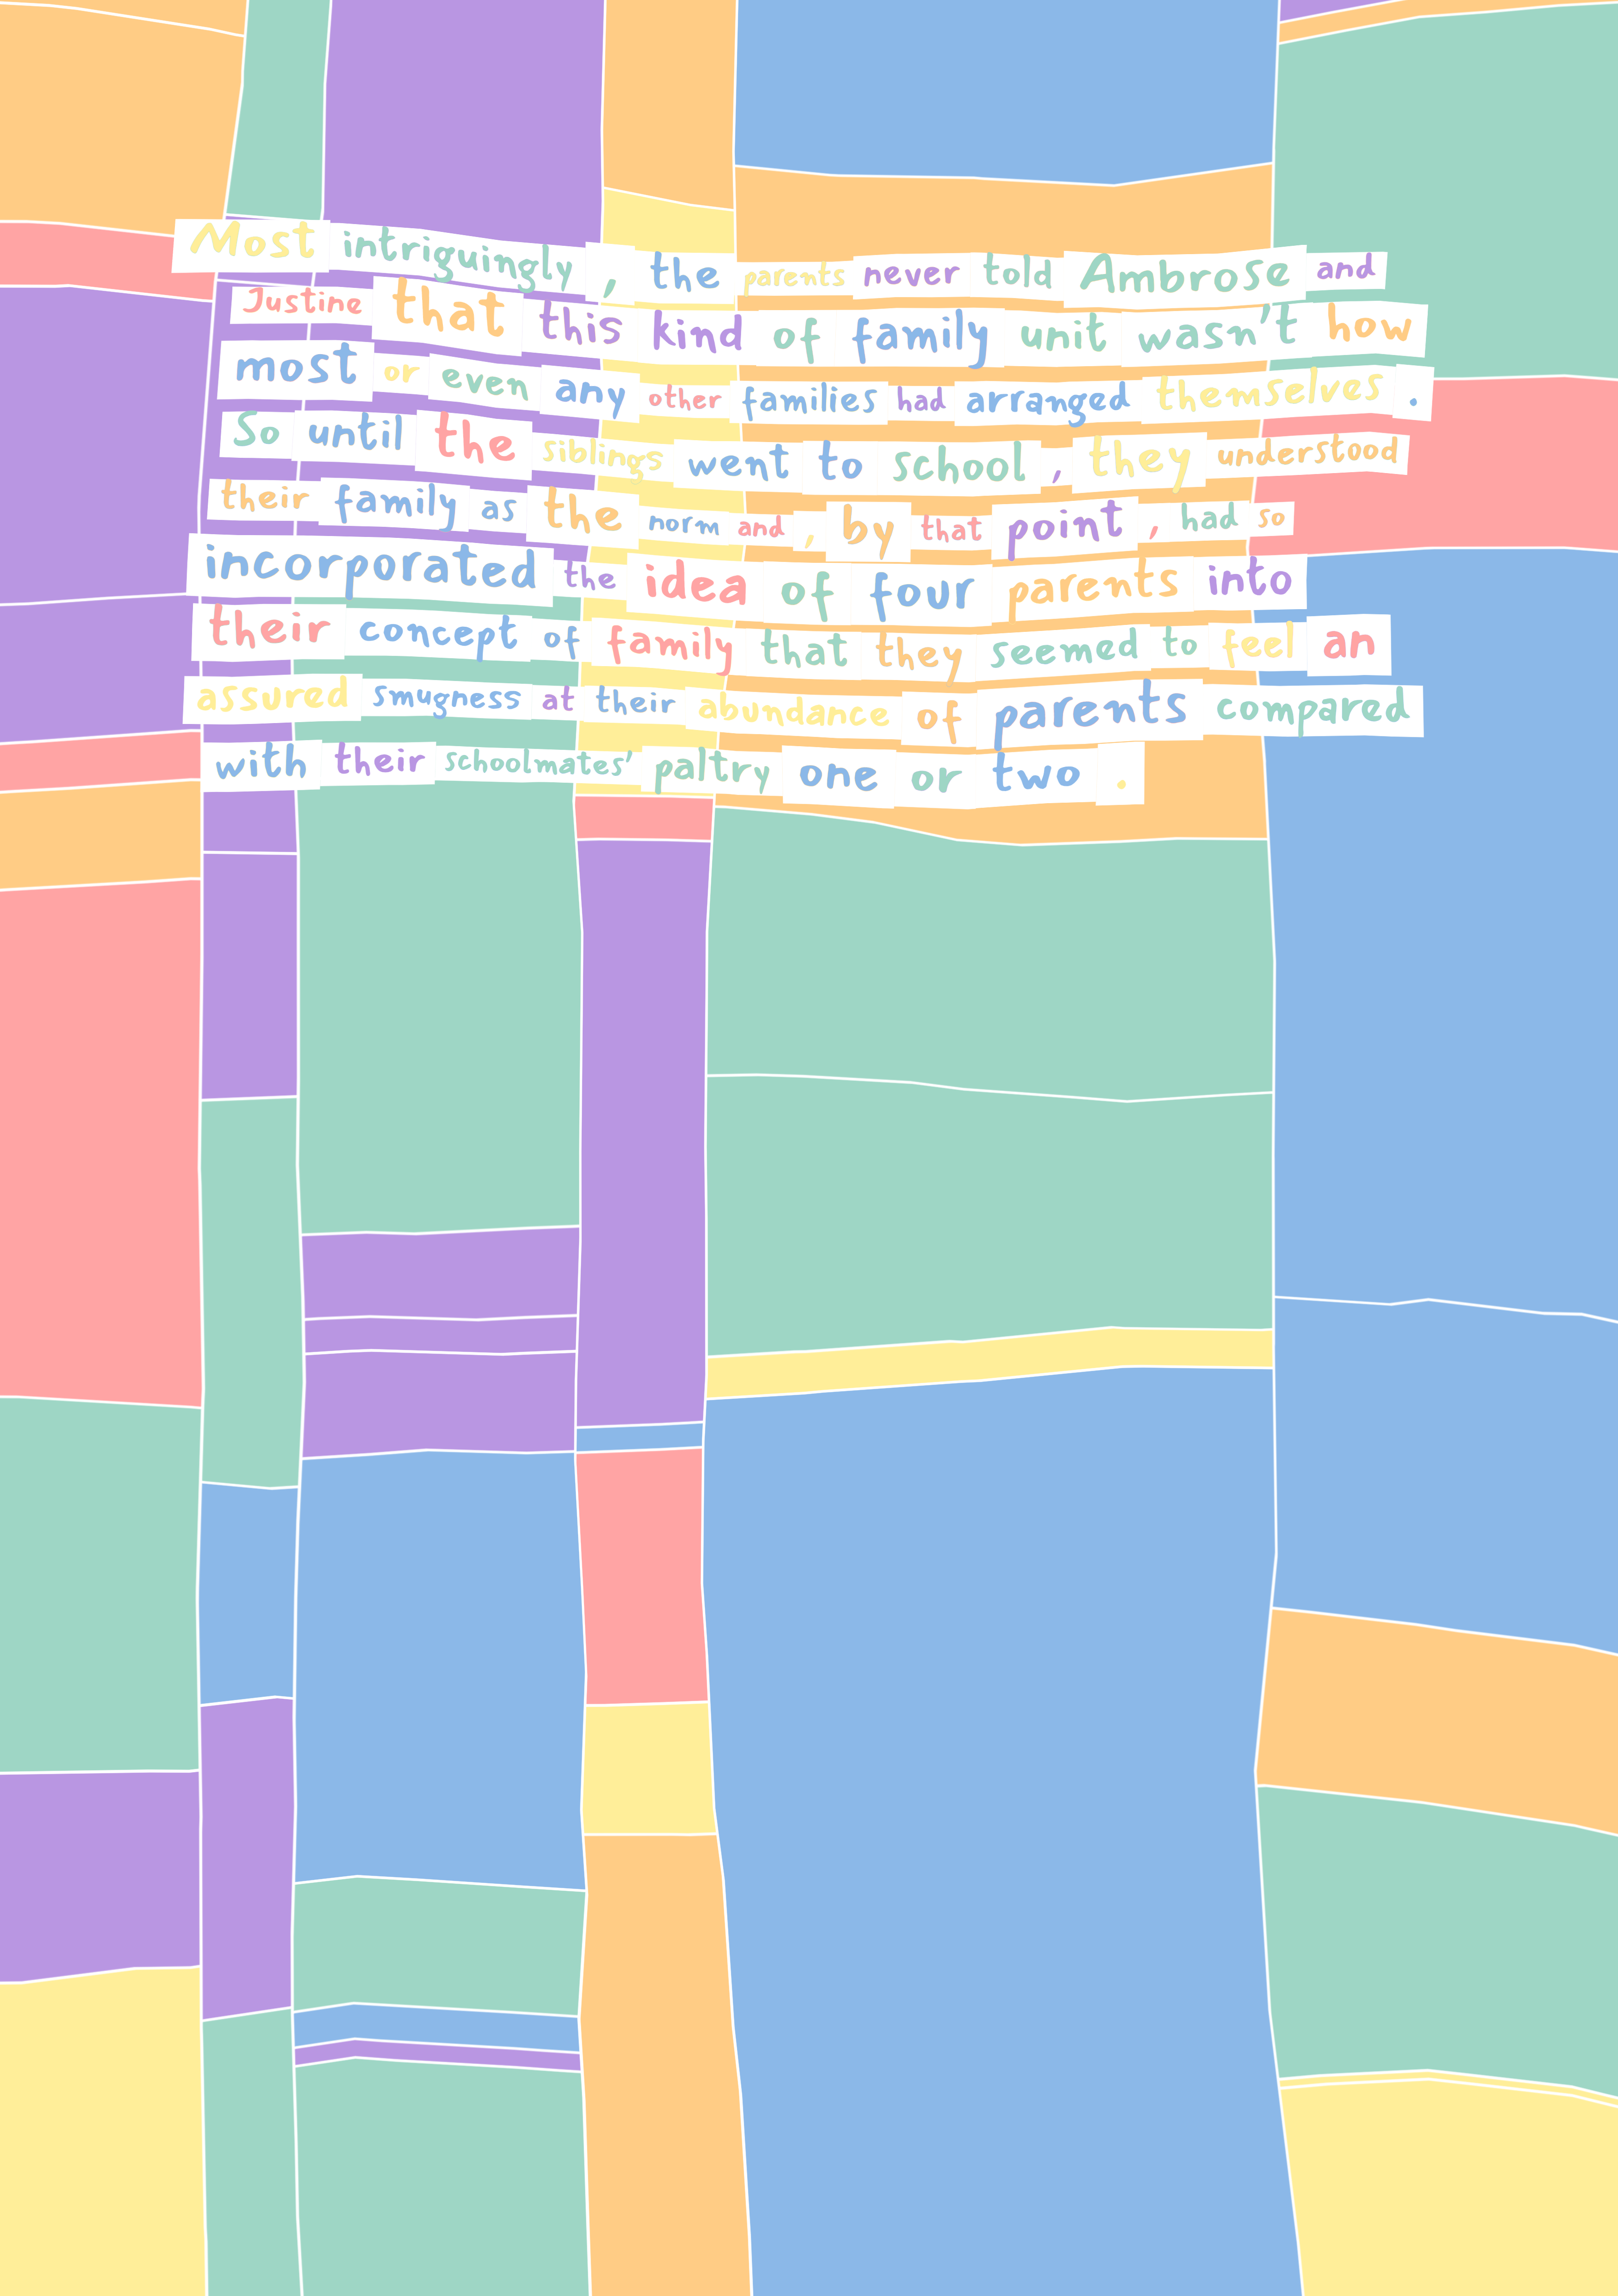 Most intriguingly, the parents never told Ambrose and
Justine that this kind of family unit wasn't how
most or even any other families had arranged themselves.
So until the siblings went to school, they understood
their family as the norm and, by that point, had so
incorporated the idea of four parents into
their concept of family that they seemed to feel an
assured smugness at their abundance of parents compared
with their schoolmates' paltry one or two.